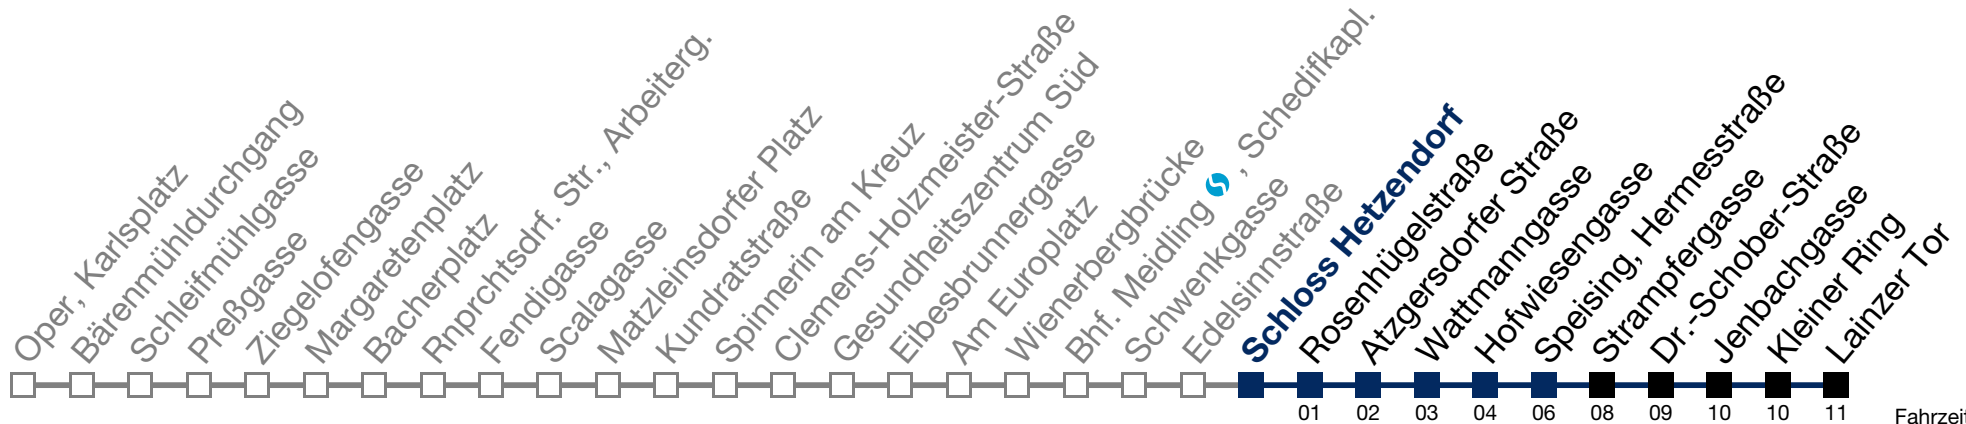 Oper, Karlsplatz
Bärenmühldurchgang
Schleifmühlgasse
Preßgasse
Ziegelofengasse
Margaretenplatz
Bacherplatz
Rnprchtsdrf. Str., Arbeiterg.
Fendigasse
Scalagasse
Matzleinsdorfer Platz
Kundratstraße
Spinnerin am Kreuz
Clemens-Holzmeister-Straße
Gesundheitszentrum Süd
Eibesbrunnergasse
Am Europlatz
Wienerbergbrücke
Bhf. Meidling , Schedifkapl.
Schwenkgasse
Edelsinnstraße
Schloss Hetzendorf
Rosenhügelstraße
Atzgersdorfer Straße
Wattmanngasse
Hofwiesengasse
Speising, Hermesstraße
Strampfergasse
Dr.-Schober-Straße
Jenbachgasse
Kleiner Ring
Lainzer Tor
01 02 03 04 06 08 09 10 10 11 Fahrzeit